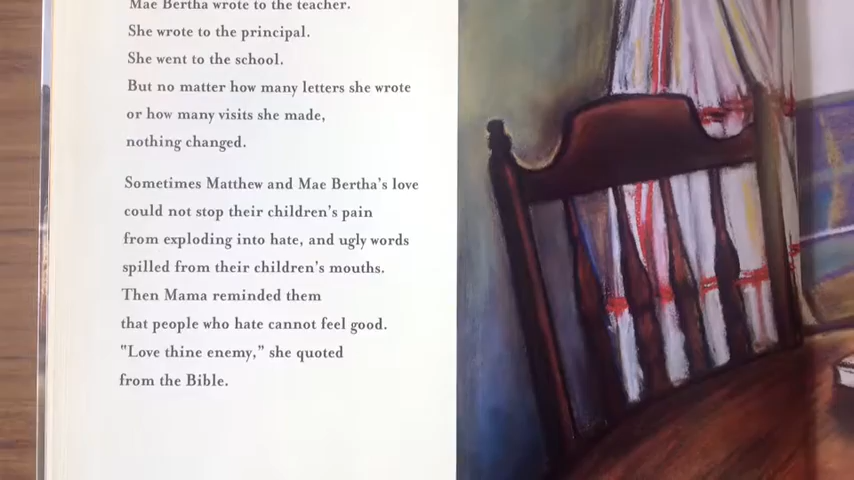 Mae Bertha wrote to the teacher.
She wrote to the principal.
She went to the school.
But no matter how many letters she wrote
or how many visits she made,
nothing changed.
Sometimes Matthew and Mae Bertha's love
could not stop their children's pain
from exploding into hate, and ugly words
spilled from their children's mouths.
Then Mama reminded them
that people who hate cannot feel good.
"Love thine enemy," she quoted
from the Bible.